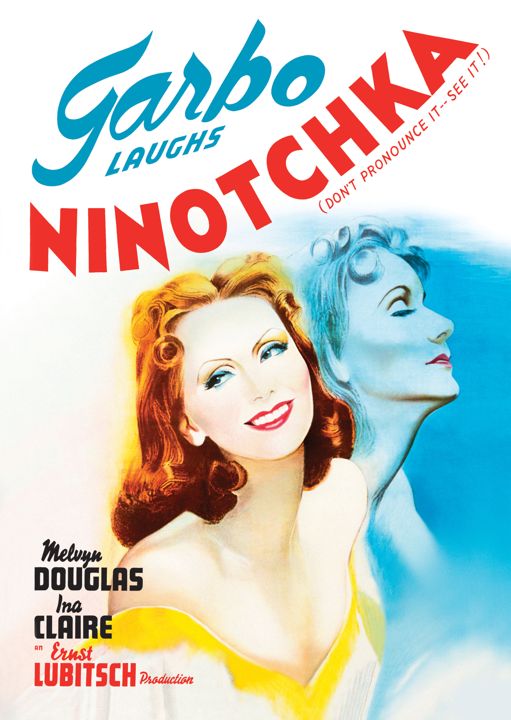 Garbo
LAUGHS
NINOTCHKA
(DON'T PRONOUNCE IT--SEE IT!)
Melvyn
DOUGLAS
Ina
CLAIRE
AN Ernst
LUBITSCH Production